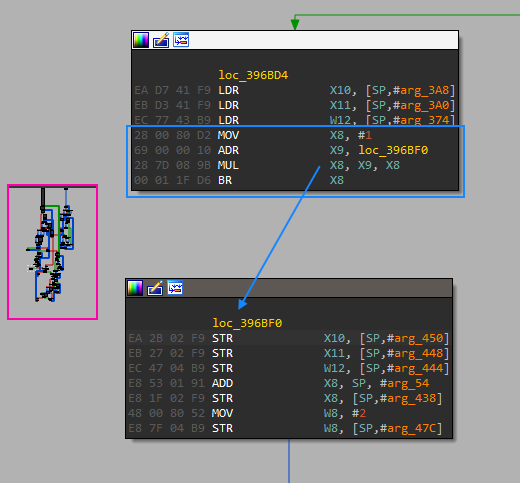 loc_396BD4
EA D7 41 F9 LDR X10, [SP,#arg_3A8]
EB D3 41 F9 LDR X11, [SP,#arg_3A0]
EC 77 43 B9 LDR W12, [SP,#arg_374]
28 00 80 D2 MOV X8, #1
69 00 00 10 ADR X9, loc_396BF0
28 7D 08 9B MUL X8, X9, X8
00 01 1F D6 BR X8
loc_396BF0
EA 2B 02 F9 STR X10, [SP,#arg_450]
EB 27 02 F9 STR X11, [SP,#arg_448]
EC 47 04 B9 STR W12, [SP,#arg_444]
E8 53 01 91 ADD X8, SP, #arg_54
E8 1F 02 F9 STR X8, [SP,#arg_438]
48 00 80 52 MOV W8, #2
E8 7F 04 B9 STR W8, [SP,#arg_47C]